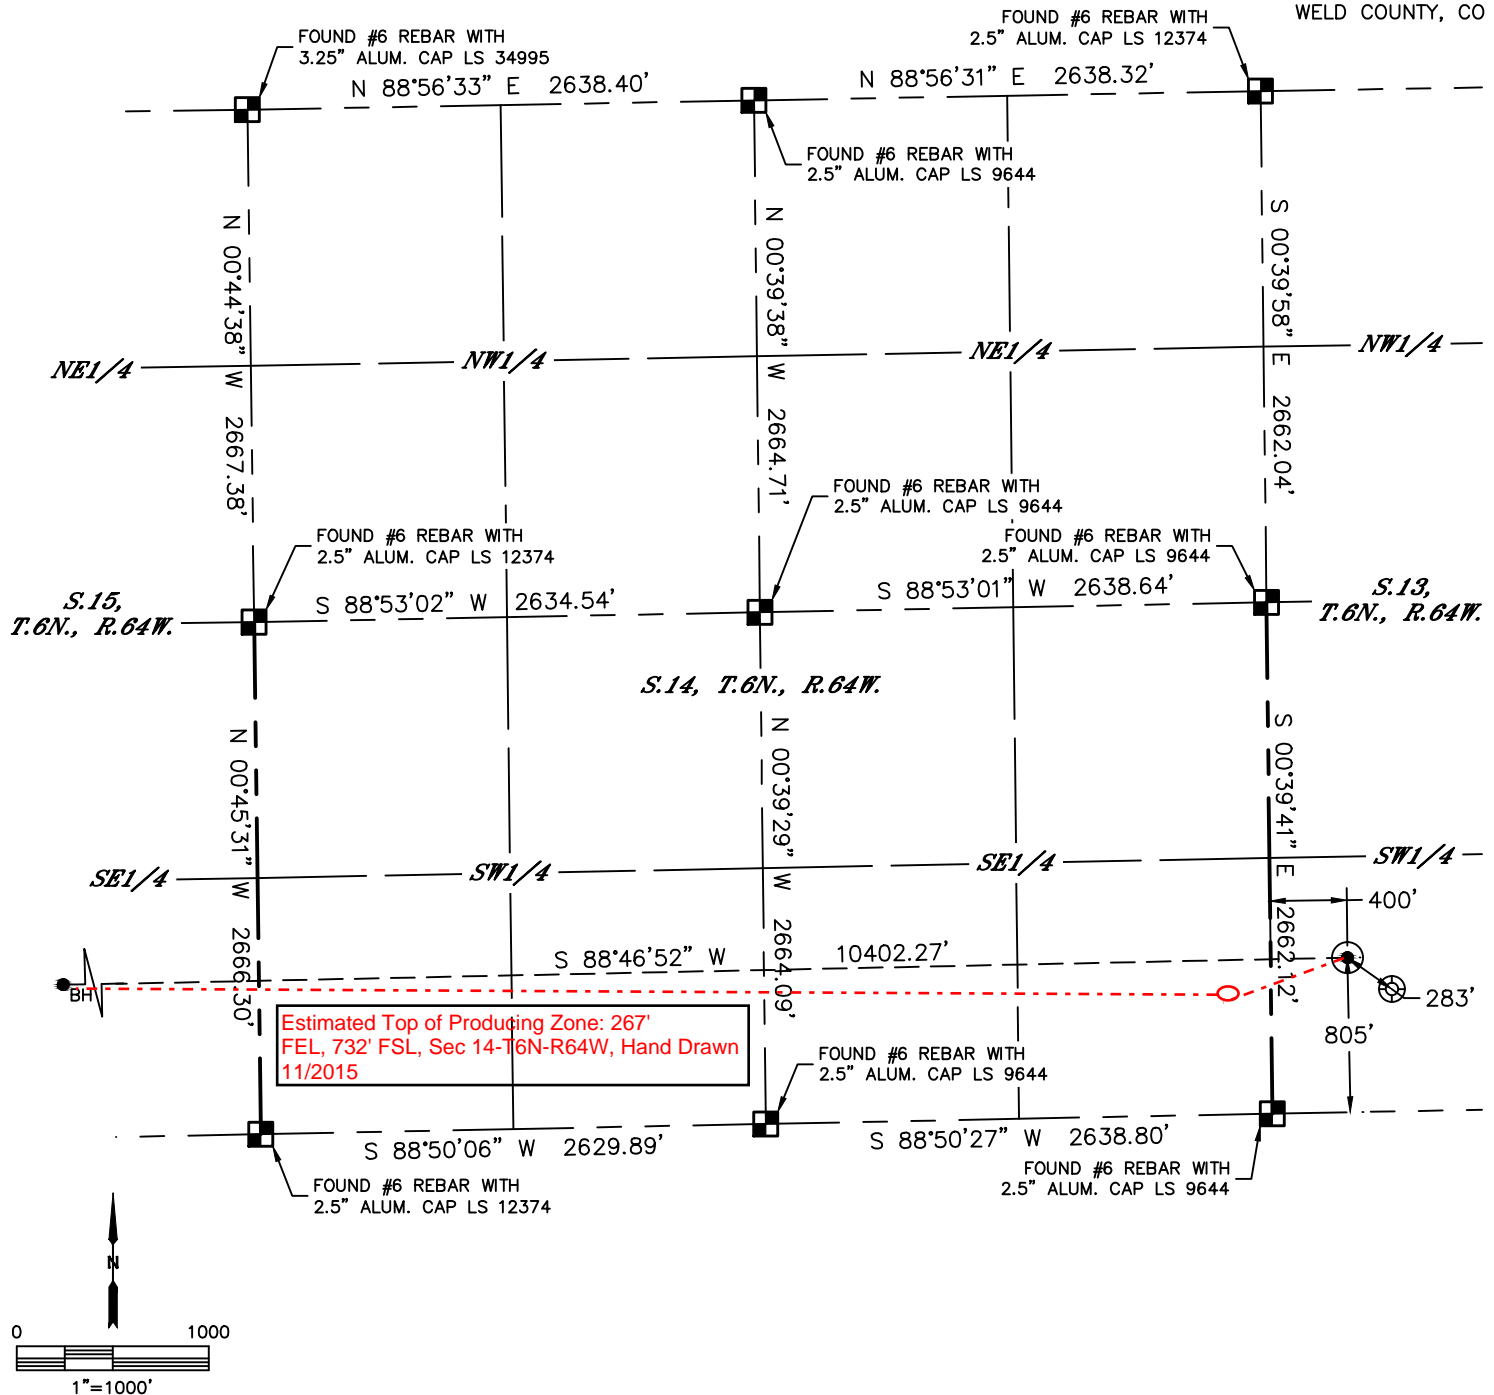 WELD COUNTY, CO
FOUND #6 REBAR WITH
3.25" ALUM. CAP LS 34995
FOUND #6 REBAR WITH
2.5" ALUM. CAP LS 12374
N 88°56'33" E 2638.40'
N 88°56'31" E 2638.32'
FOUND #6 REBAR WITH
2.5" ALUM. CAP LS 9644
N 00°44'38" W 2667.38'
N 00°39'38" W 2664.71'
S 00°39'58" E 2662.04'
NE1/4
NW1/4
NE1/4
NW1/4
FOUND #6 REBAR WITH
2.5" ALUM. CAP LS 9644
FOUND #6 REBAR WITH
2.5" ALUM. CAP LS 12374
FOUND #6 REBAR WITH
2.5" ALUM. CAP LS 9644
S.15,
T.6N., R.64W.
S 88°53'02" W 2634.54'
S 88°53'01" W 2638.64'
S.13,
T.6N., R.64W.
S.14, T.6N., R.64W.
N 00°45'31" W 2666.30'
N 00°39'29" W 2664.09'
S 00°39'41" E 2662.12'
SE1/4
SW1/4
SE1/4
SW1/4
400'
S 88°46'52" W 10402.27'
BH
283'
805'
Estimated Top of Producing Zone: 267'
FEL, 732' FSL, Sec 14-T6N-R64W, Hand Drawn
11/2015
FOUND #6 REBAR WITH
2.5" ALUM. CAP LS 9644
S 88°50'06" W 2629.89'
S 88°50'27" W 2638.80'
FOUND #6 REBAR WITH
2.5" ALUM. CAP LS 12374
FOUND #6 REBAR WITH
2.5" ALUM. CAP LS 9644
N
0 1000
1"=1000'